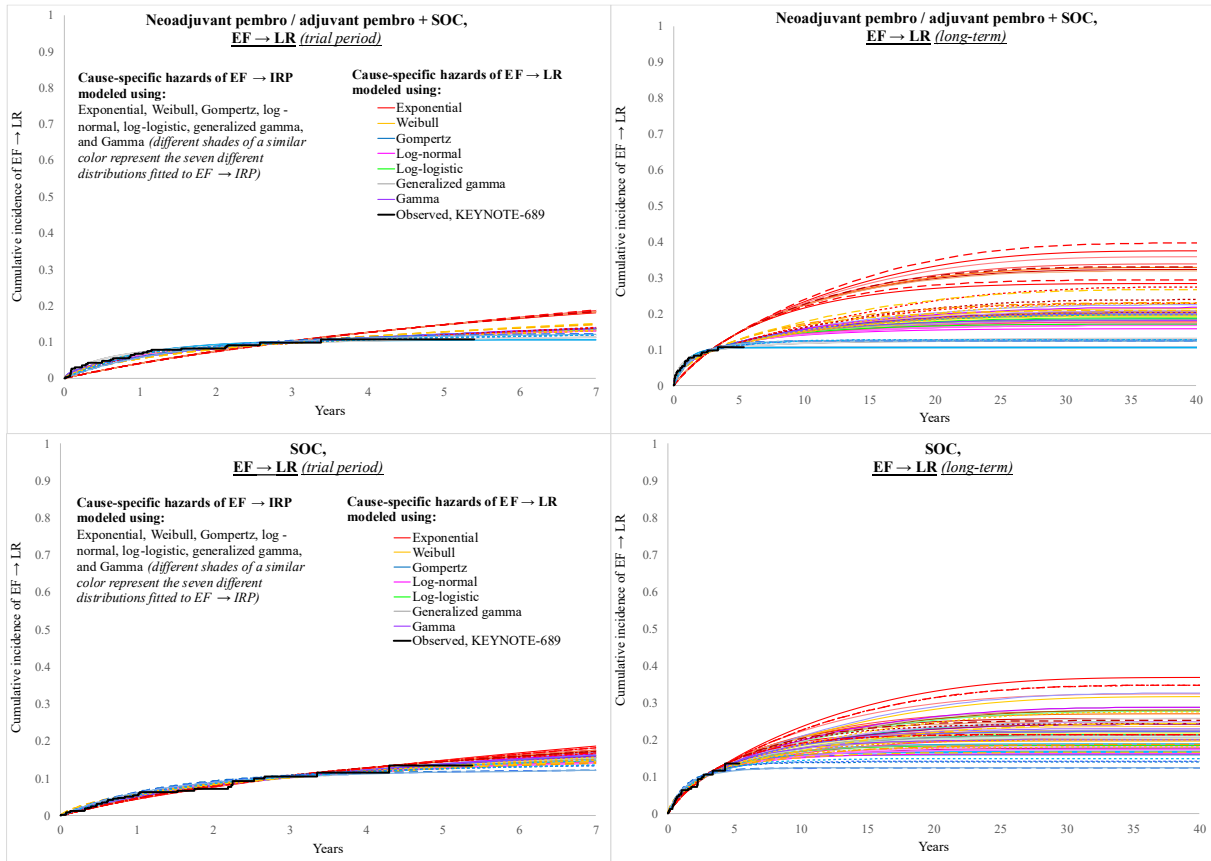 Neoadjuvant pembro / adjuvant pembro + SOC,
EF → LR (trial period)
Cumulative incidence of EF → LR
1
0.9
0.8
0.7
0.6
0.5
0.4
0.3
0.2
0.1
0
Cause-specific hazards of EF → IRP
modeled using:
Exponential, Weibull, Gompertz, log -
normal, log-logistic, generalized gamma,
and Gamma (different shades of a similar
color represent the seven different
distributions fitted to EF → IRP)
Cause-specific hazards of EF → LR
modeled using:
Exponential
Weibull
Gompertz
Log-normal
Log-logistic
Generalized gamma
Gamma
Observed, KEYNOTE-689
0 1 2 3 4 5 6 7
Years
Neoadjuvant pembro / adjuvant pembro + SOC,
EF → LR (long-term)
Cumulative incidence of EF → LR
1
0.9
0.8
0.7
0.6
0.5
0.4
0.3
0.2
0.1
0
0 5 10 15 20 25 30 35 40
Years
SOC,
EF → LR (trial period)
Cumulative incidence of EF → LR
1
0.9
0.8
0.7
0.6
0.5
0.4
0.3
0.2
0.1
0
Cause-specific hazards of EF → IRP
modeled using:
Exponential, Weibull, Gompertz, log -
normal, log-logistic, generalized gamma,
and Gamma (different shades of a similar
color represent the seven different
distributions fitted to EF → IRP)
Cause-specific hazards of EF → LR
modeled using:
Exponential
Weibull
Gompertz
Log-normal
Log-logistic
Generalized gamma
Gamma
Observed, KEYNOTE-689
0 1 2 3 4 5 6 7
Years
SOC,
EF → LR (long-term)
Cumulative incidence of EF → LR
1
0.9
0.8
0.7
0.6
0.5
0.4
0.3
0.2
0.1
0
0 5 10 15 20 25 30 35 40
Years